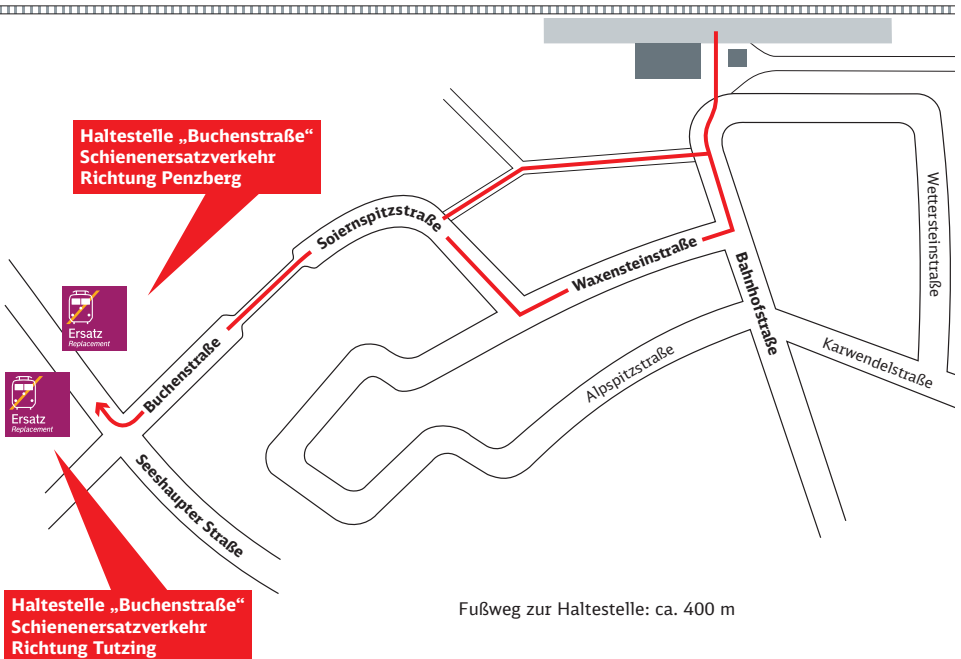 Haltestelle „Buchenstraße“
Schienenersatzverkehr
Richtung Penzberg
Wettersteinstraße
Soiernspitzstraße
Waxensteinstraße
Bahnhofstraße
Ersatz
Replacement
Buchenstraße
Alpspitzstraße
Karwendelstraße
Ersatz
Replacement
Seeshaupter Straße
Haltestelle „Buchenstraße“
Schienenersatzverkehr
Richtung Tutzing
Fußweg zur Haltestelle: ca. 400 m